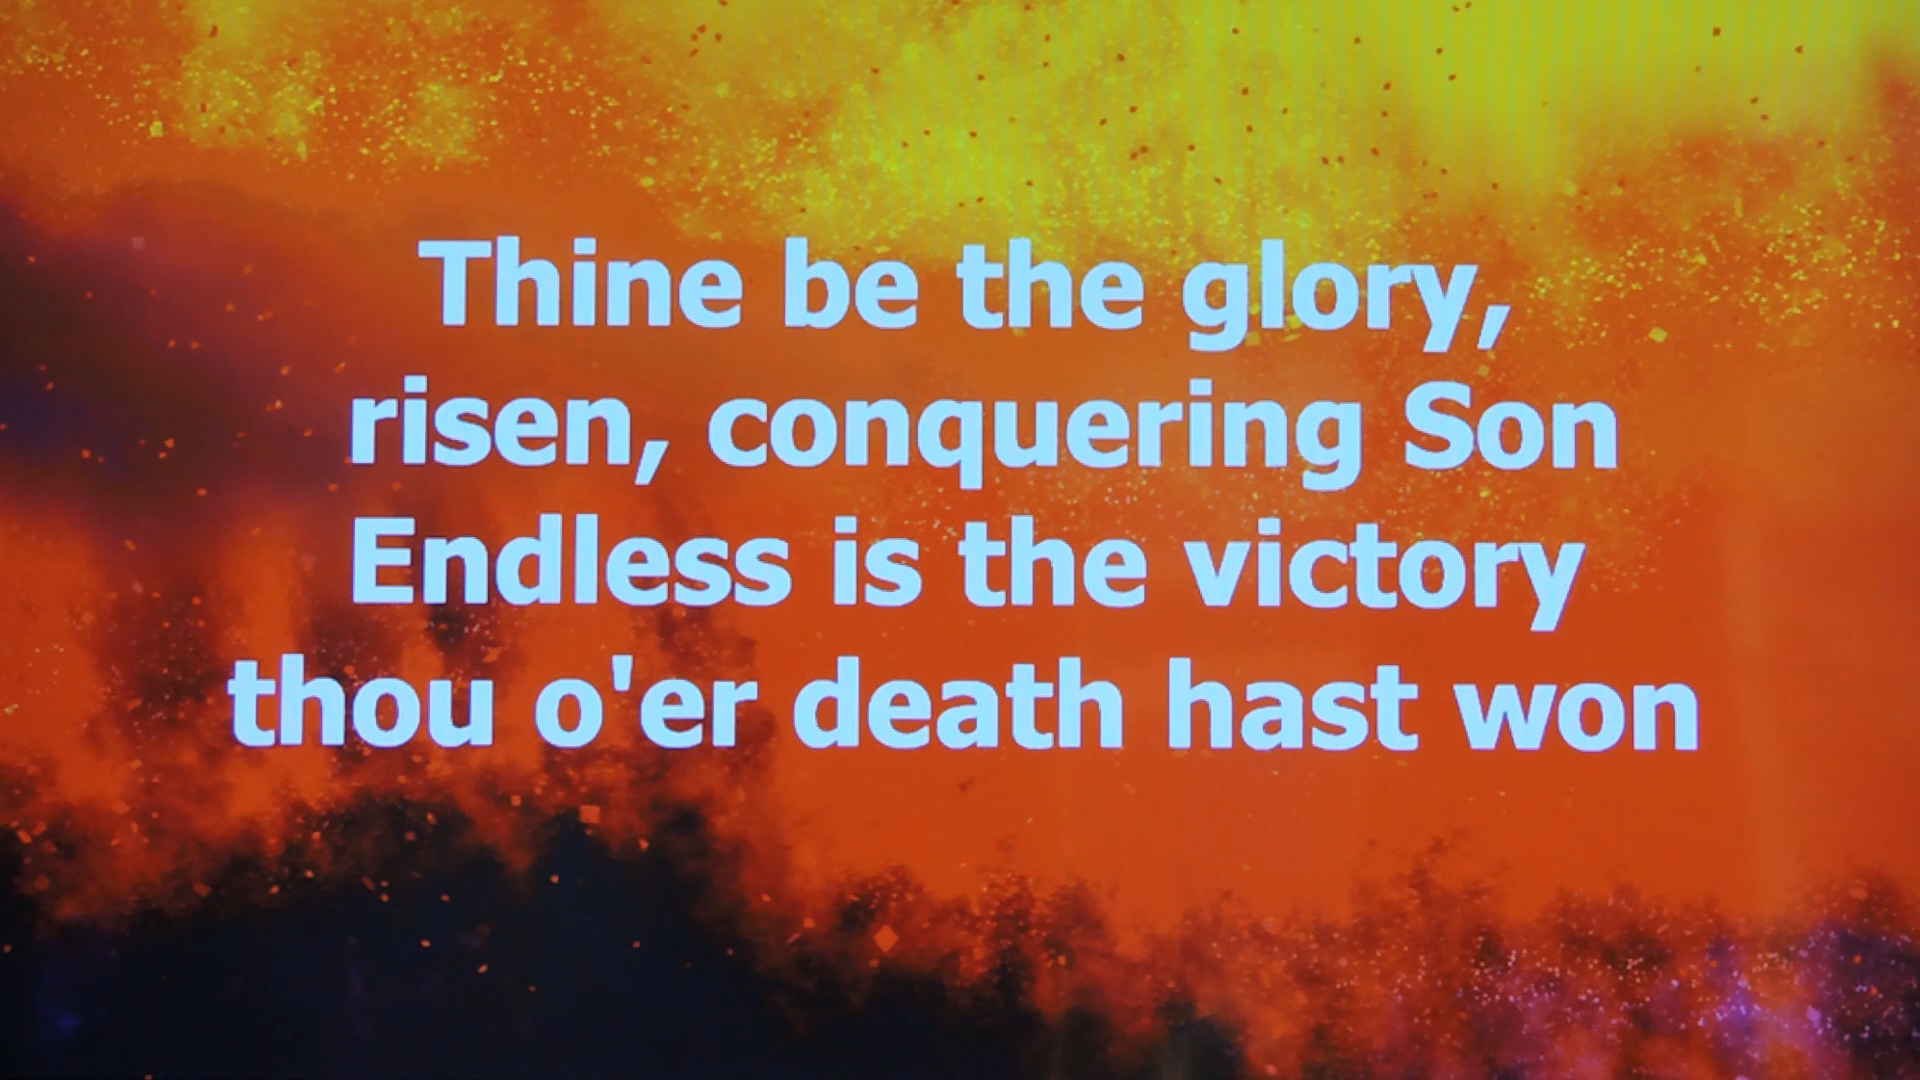 Thine be the glory,
risen, conquering Son
Endless is the victory
thou o'er death hast won